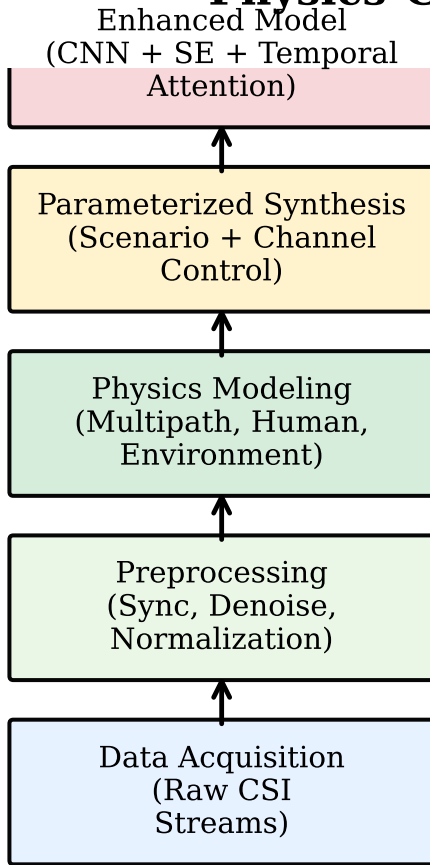 Enhanced Model
(CNN + SE + Temporal
Attention)
Parameterized Synthesis
(Scenario + Channel
Control)
Physics Modeling
(Multipath, Human,
Environment)
Preprocessing
(Sync, Denoise,
Normalization)
Data Acquisition
(Raw CSI
Streams)